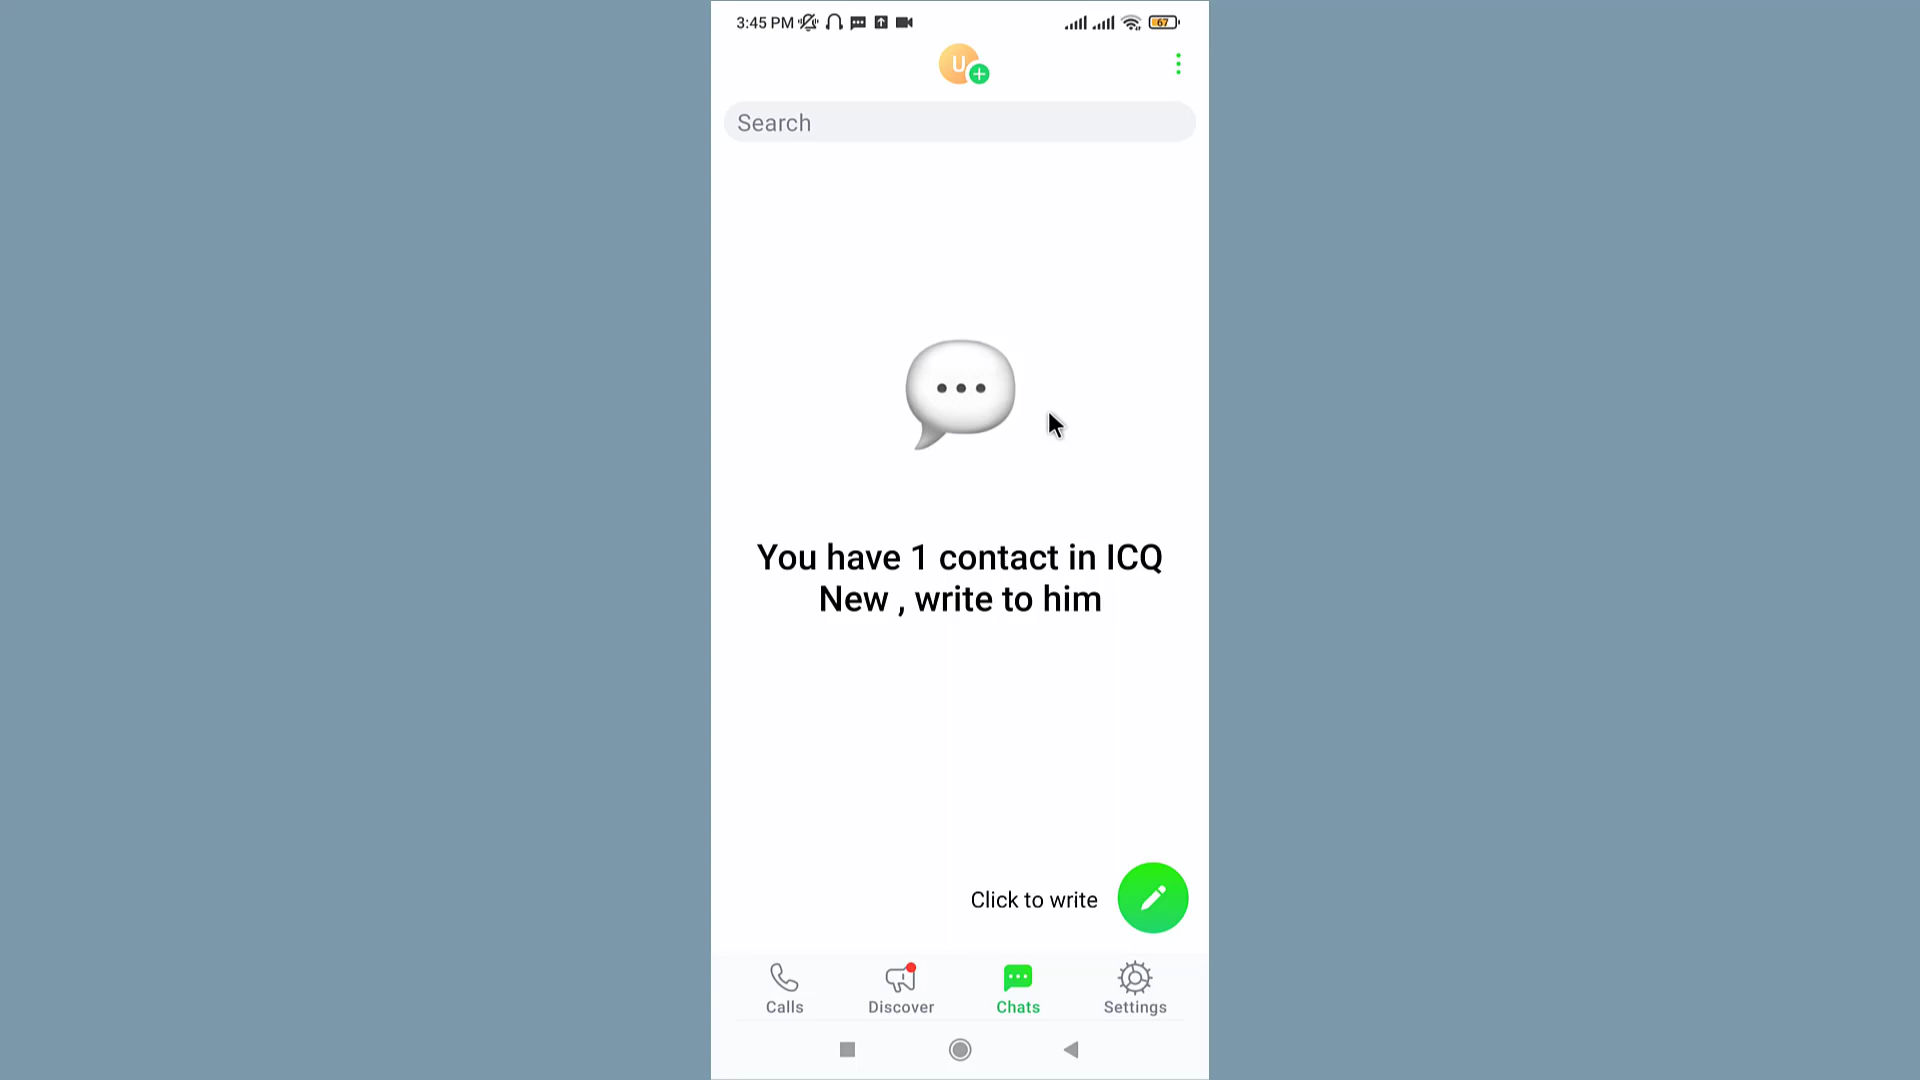 3:45 PM
67
U
Search
You have 1 contact in ICQ
New , write to him
Click to write
Calls
Discover
Chats
Settings